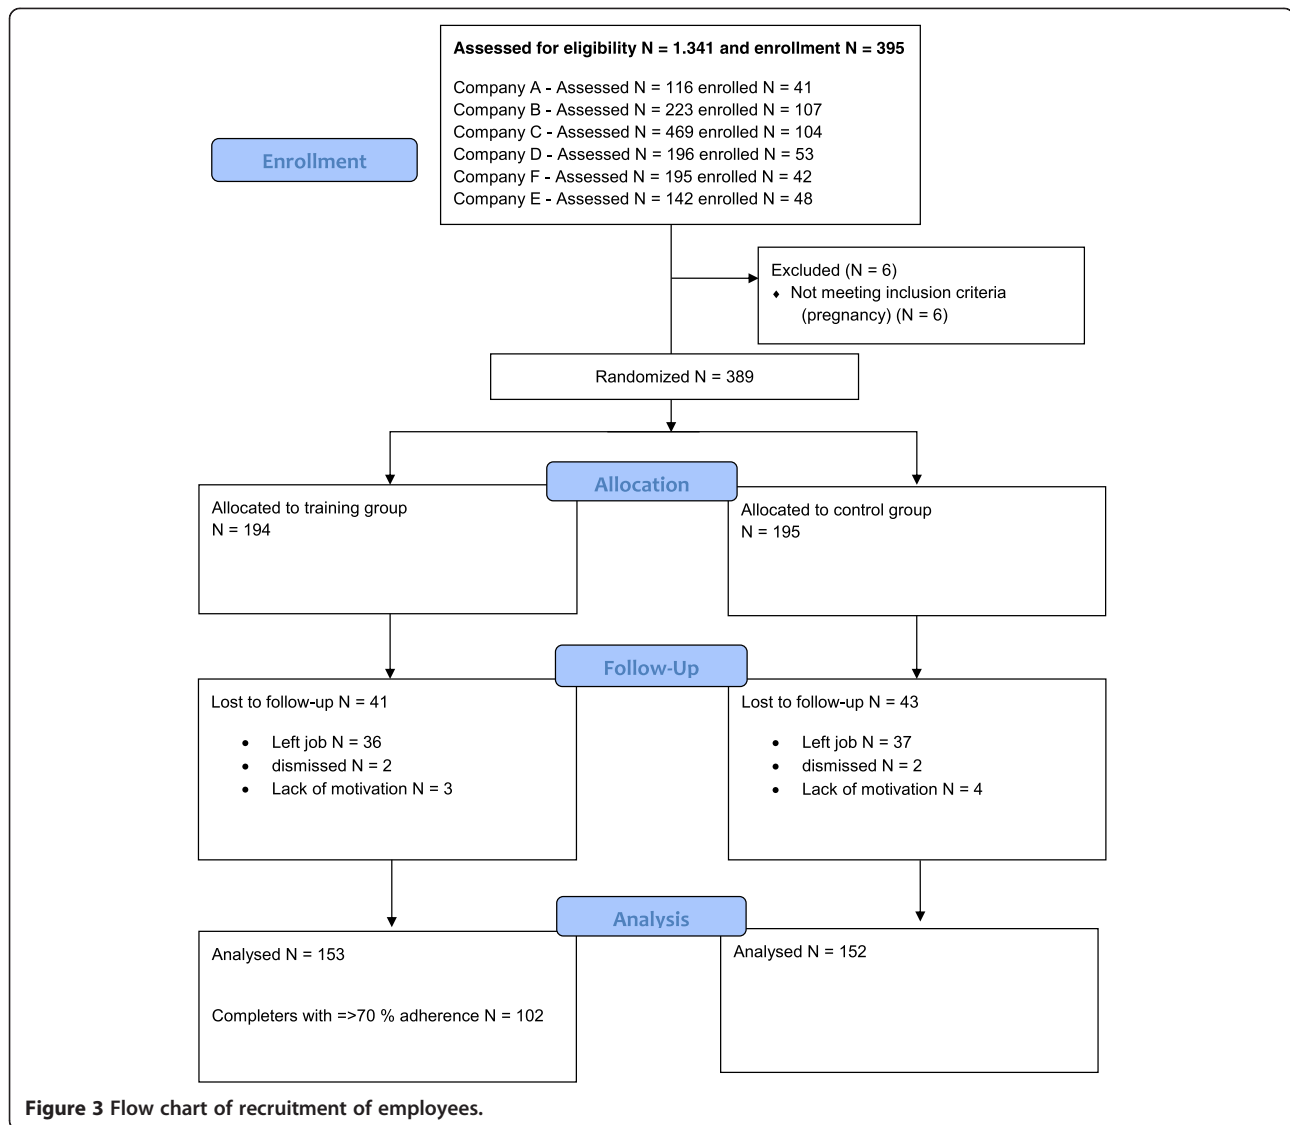 Assessed for eligibility N = 1.341 and enrollment N = 395
Company A - Assessed N = 116 enrolled N = 41
Company B - Assessed N = 223 enrolled N = 107
Company C - Assessed N = 469 enrolled N = 104
Company D - Assessed N = 196 enrolled N = 53
Company F - Assessed N = 195 enrolled N = 42
Company E - Assessed N = 142 enrolled N = 48
Enrollment
Excluded (N = 6)
♦ Not meeting inclusion criteria
(pregnancy) (N = 6)
Randomized N = 389
Allocation
Allocated to training group
N = 194
Allocated to control group
N = 195
Follow-Up
Lost to follow-up N = 41
• Left job N = 36
• dismissed N = 2
• Lack of motivation N = 3
Lost to follow-up N = 43
• Left job N = 37
• dismissed N = 2
• Lack of motivation N = 4
Analysis
Analysed N = 153
Completers with =>70 % adherence N = 102
Analysed N = 152
Figure 3 Flow chart of recruitment of employees.